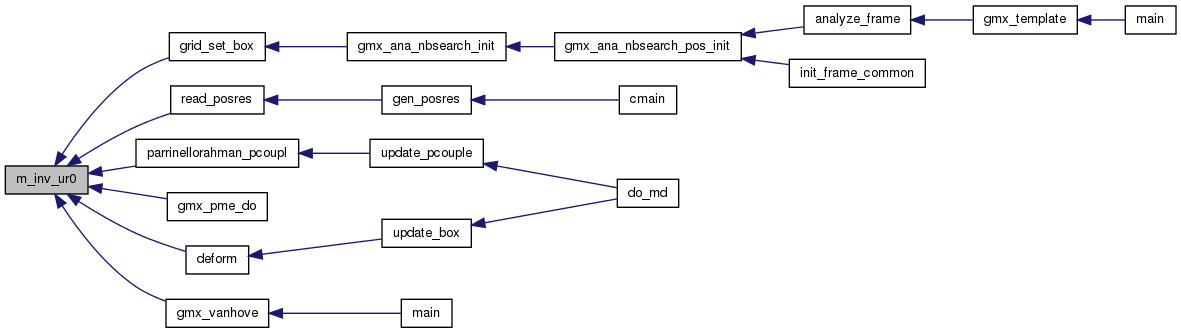 analyze_frame
gmx_template
main
grid_set_box
gmx_ana_nbsearch_init
gmx_ana_nbsearch_pos_init
init_frame_common
read_posres
gen_posres
cmain
parrinellorahman_pcoupl
update_pcouple
m_inv_ur0
do_md
gmx_pme_do
update_box
deform
gmx_vanhove
main